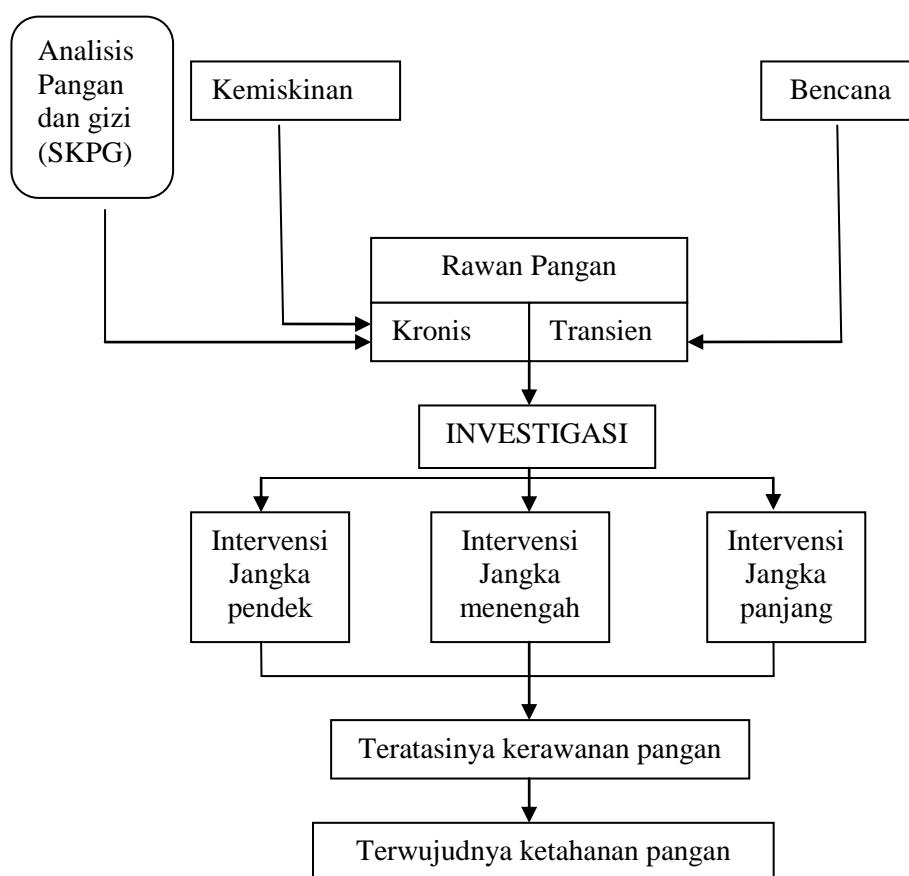 Analisis
Pangan
dan gizi
(SKPG)
Kemiskinan
Bencana
Rawan Pangan
Kronis
Transien
INVESTIGASI
Intervensi
Jangka
pendek
Intervensi
Jangka
menengah
Intervensi
Jangka
panjang
Teratasinya kerawanan pangan
Terwujudnya ketahanan pangan